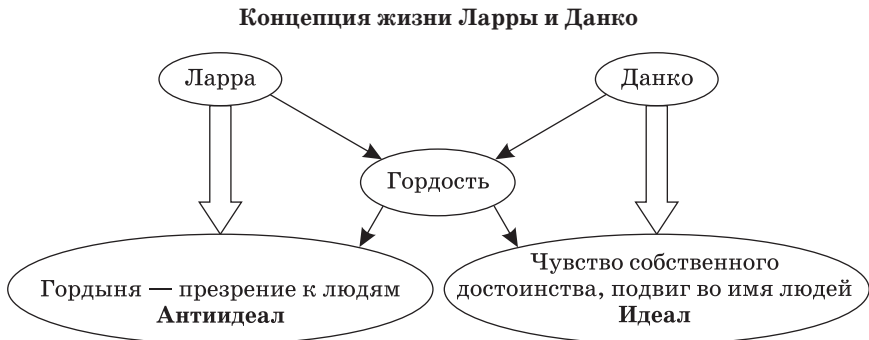 Концепция жизни Ларры и Данко
Ларра
Данко
Гордость
Гордыня — презрение к людям
Антиидеал
Чувство собственного
достоинства, подвиг во имя людей
Идеал